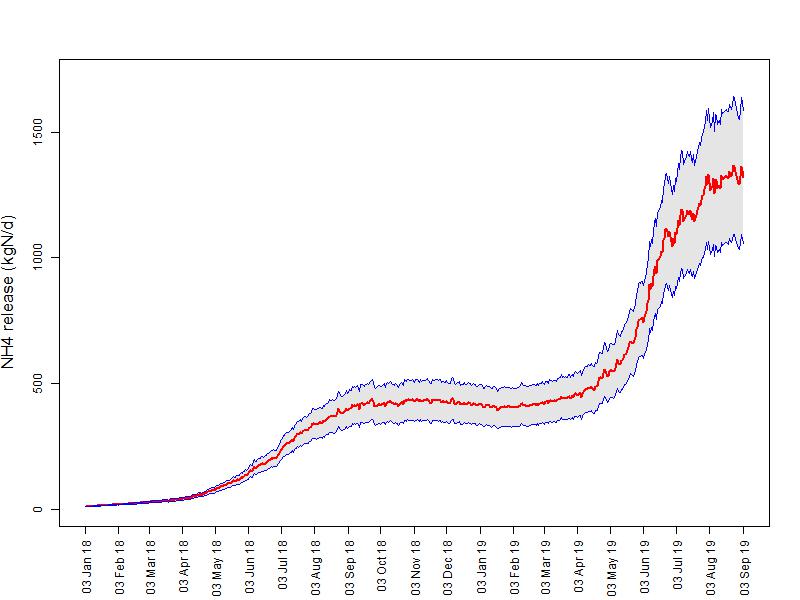 NH4 release (kgN/d)
1500
1000
500
0
03 Jan 18
03 Feb 18
03 Mar 18
03 Apr 18
03 May 18
03 Jun 18
03 Jul 18
03 Aug 18
03 Sep 18
03 Oct 18
03 Nov 18
03 Dec 18
03 Jan 19
03 Feb 19
03 Mar 19
03 Apr 19
03 May 19
03 Jun 19
03 Jul 19
03 Aug 19
03 Sep 19